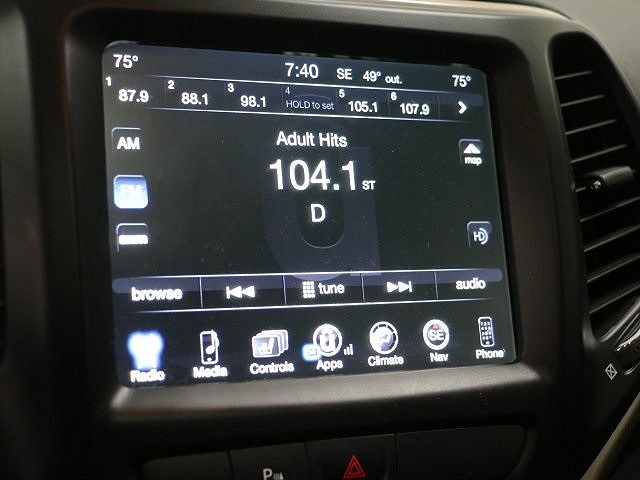 75° 7:40 SE 49° out. 75°
1 87.9 2 88.1 3 98.1 4 HOLD to set 5 105.1 6 107.9
AM Adult Hits map
FM 104.1 ST
D HD
browse tune audio
Radio Media Controls Apps Climate SE Nav Phone
P